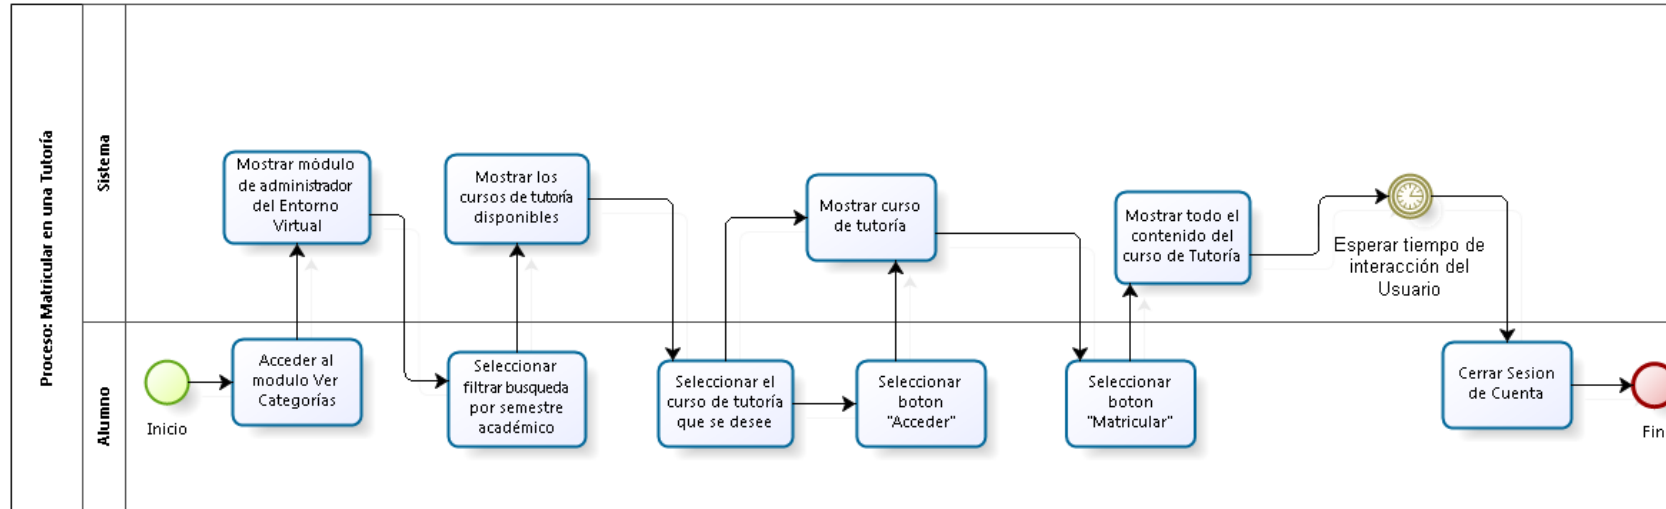 Proceso: Matricular en una Tutoría
Sistema
Mostrar módulo
de administrador
del Entorno
Virtual
Mostrar los
cursos de tutoría
disponibles
Mostrar curso
de tutoría
Mostrar todo el
contenido del
curso de Tutoría
Esperar tiempo de
interacción del
Usuario
Alumno
Inicio
Acceder al
modulo Ver
Categorías
Seleccionar
filtrar busqueda
por semestre
académico
Seleccionar el
curso de tutoría
que se desee
Seleccionar
boton
"Acceder"
Seleccionar
boton
"Matricular"
Cerrar Sesion
de Cuenta
Fin